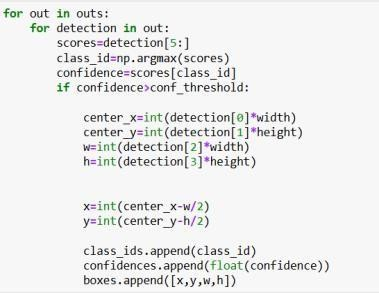 for out in outs:
    for detection in out:
        scores=detection[5:]
        class_id=np.argmax(scores)
        confidence=scores[class_id]
        if confidence>conf_threshold:
            center_x=int(detection[0]*width)
            center_y=int(detection[1]*height)
            w=int(detection[2]*width)
            h=int(detection[3]*height)
            x=int(center_x-w/2)
            y=int(center_y-h/2)
            class_ids.append(class_id)
            confidences.append(float(confidence))
            boxes.append([x,y,w,h])